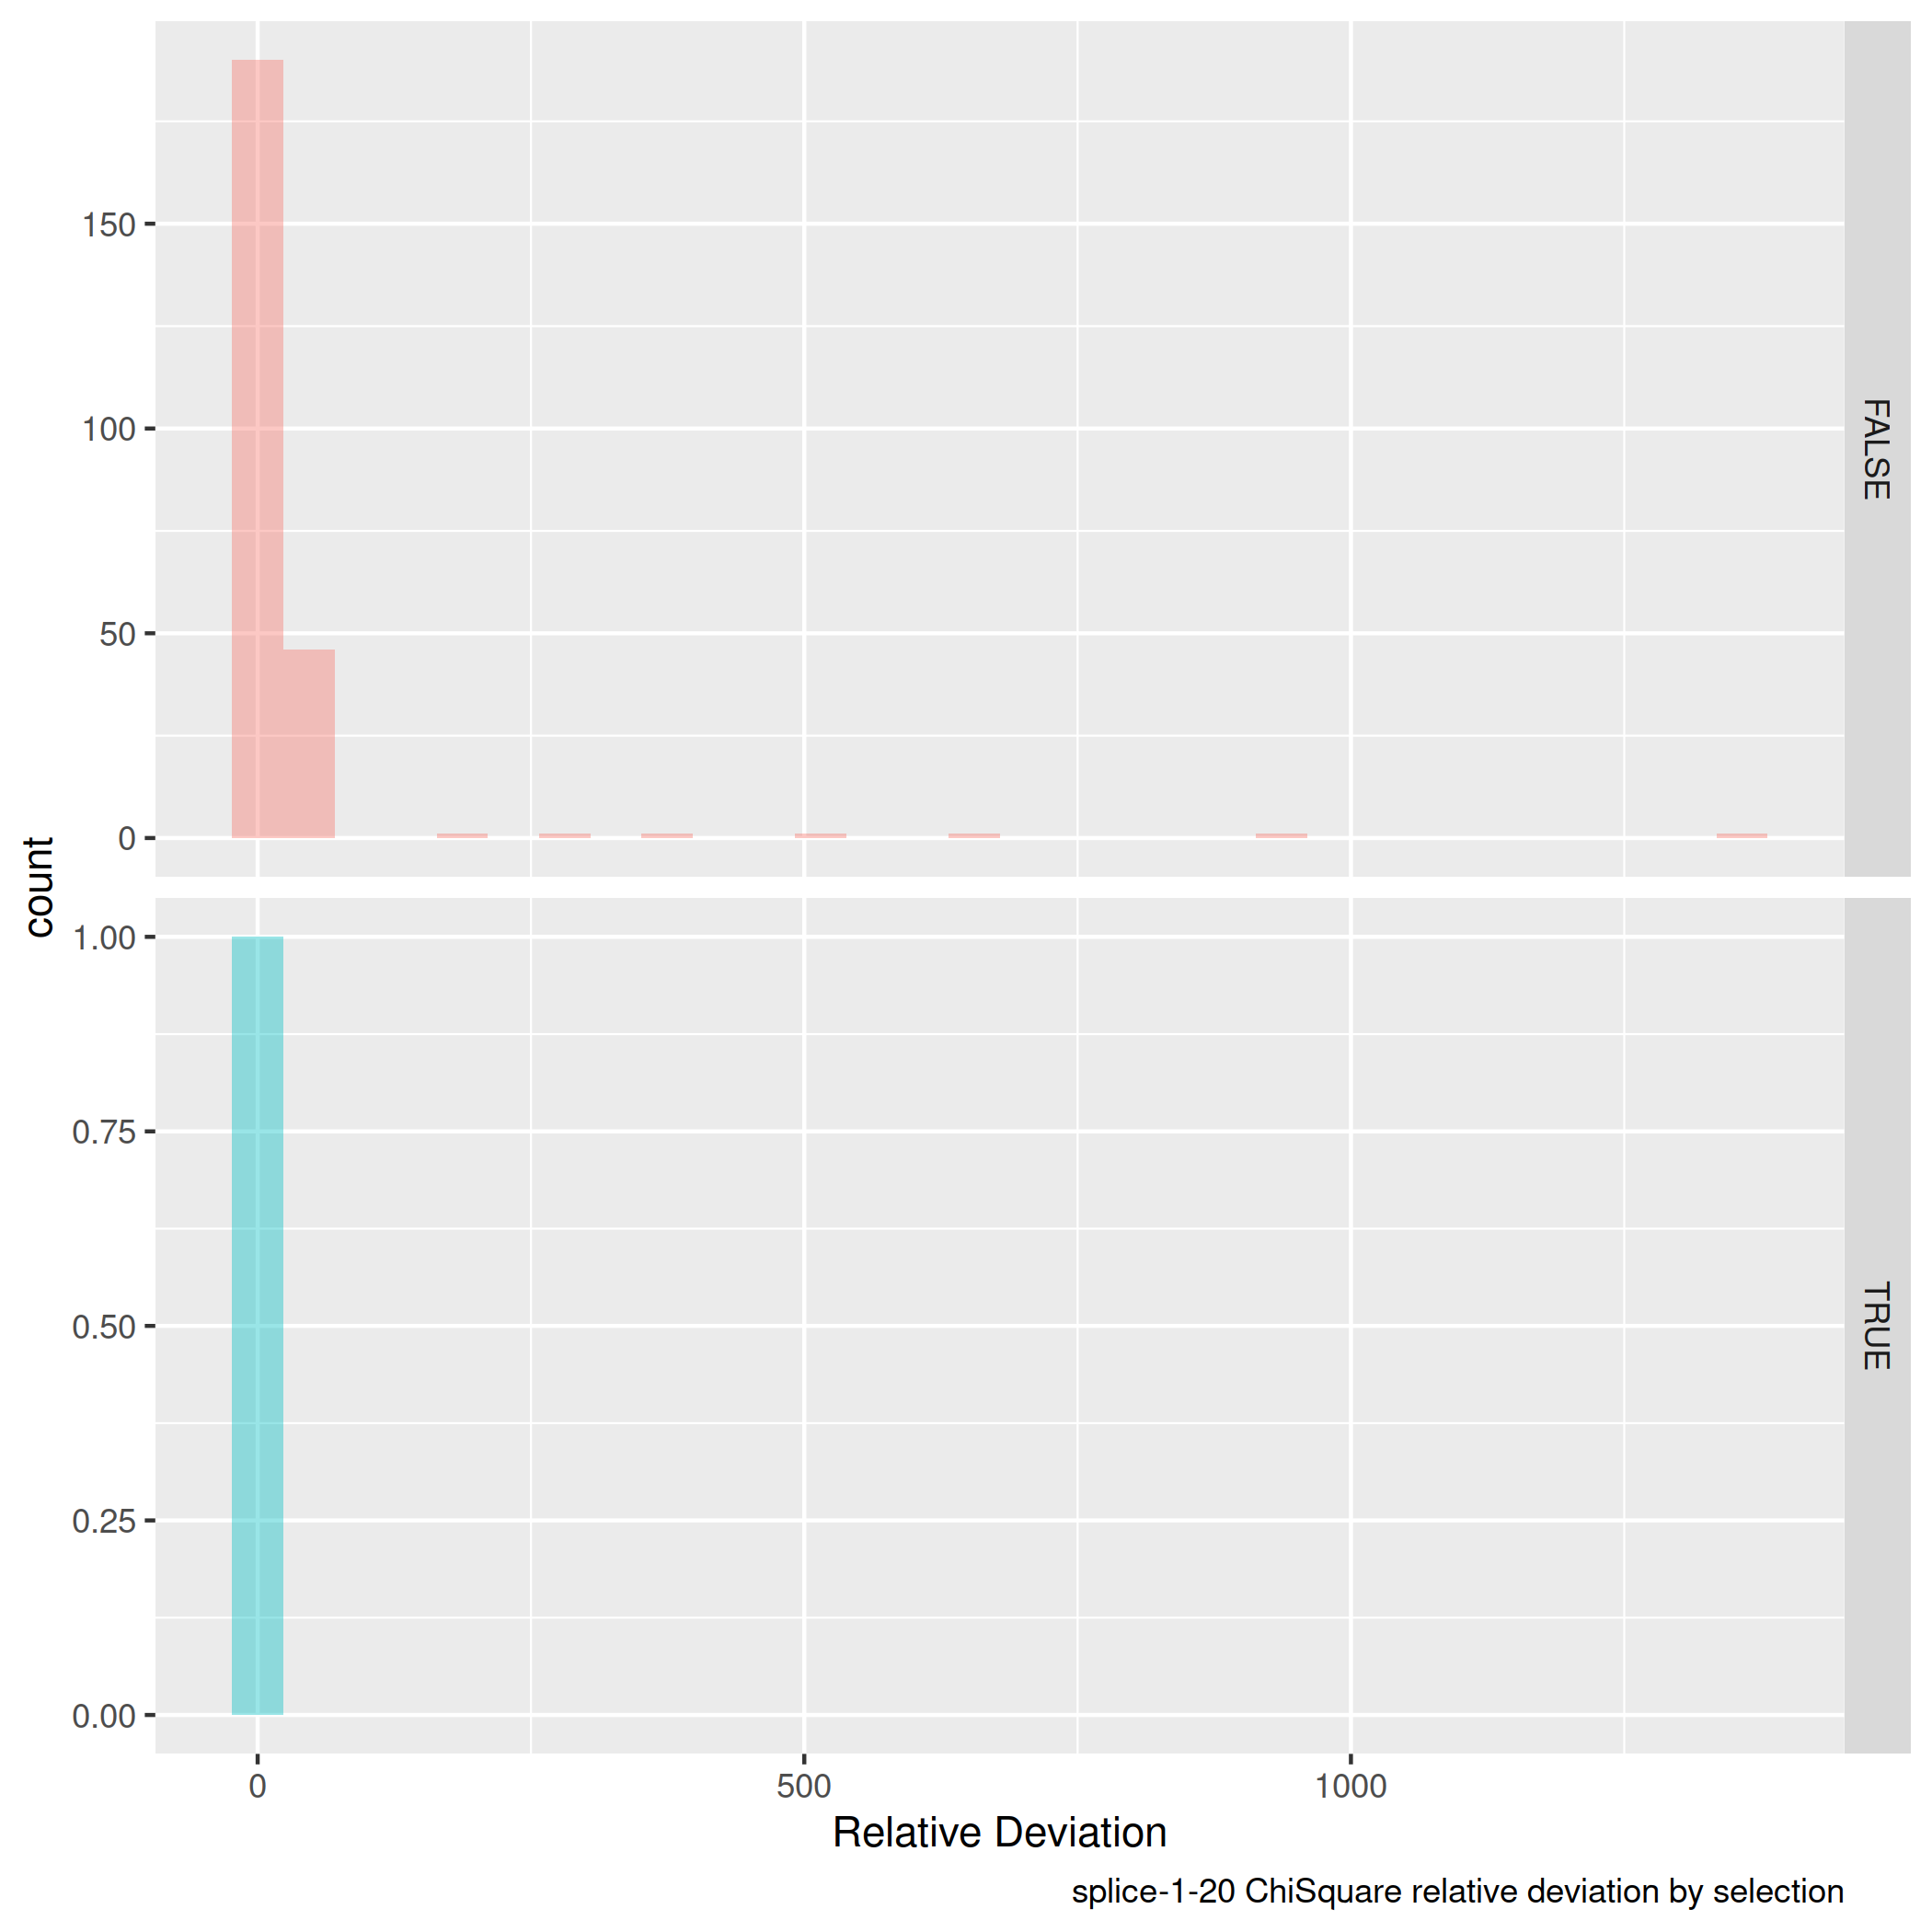 150
100
50
0
FALSE
count
1.00
0.75
0.50
0.25
0.00
TRUE
0 500 1000
Relative Deviation
splice-1-20 ChiSquare relative deviation by selection